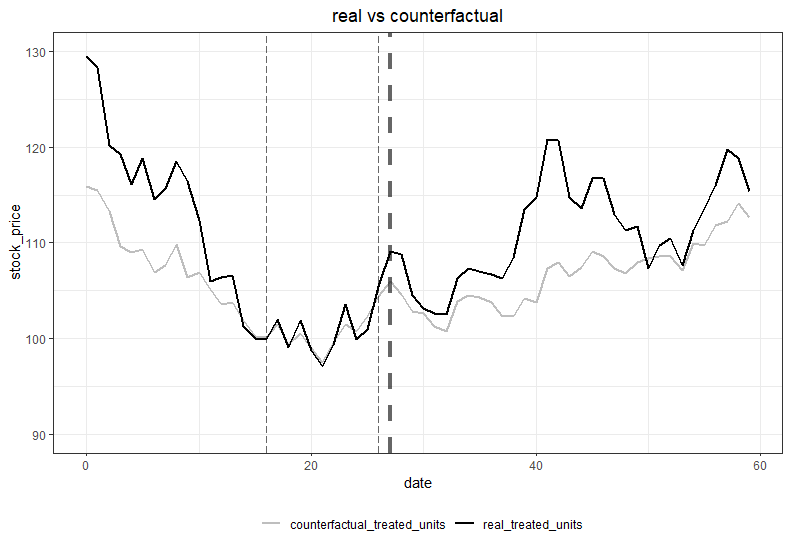 real vs counterfactual
stock_price
130
120
110
100
90
0 20 40 60
date
counterfactual_treated_units real_treated_units